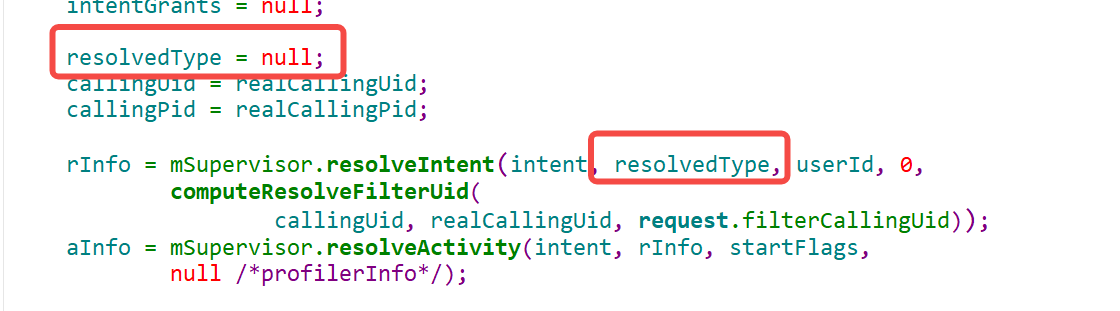 intentGrants = null;
resolvedType = null;
callingUid = realCallingUid;
callingPid = realCallingPid;
rInfo = mSupervisor.resolveIntent(intent, resolvedType, userId, 0,
computeResolveFilterUid(
callingUid, realCallingUid, request.filterCallingUid));
aInfo = mSupervisor.resolveActivity(intent, rInfo, startFlags,
null /*profilerInfo*/);